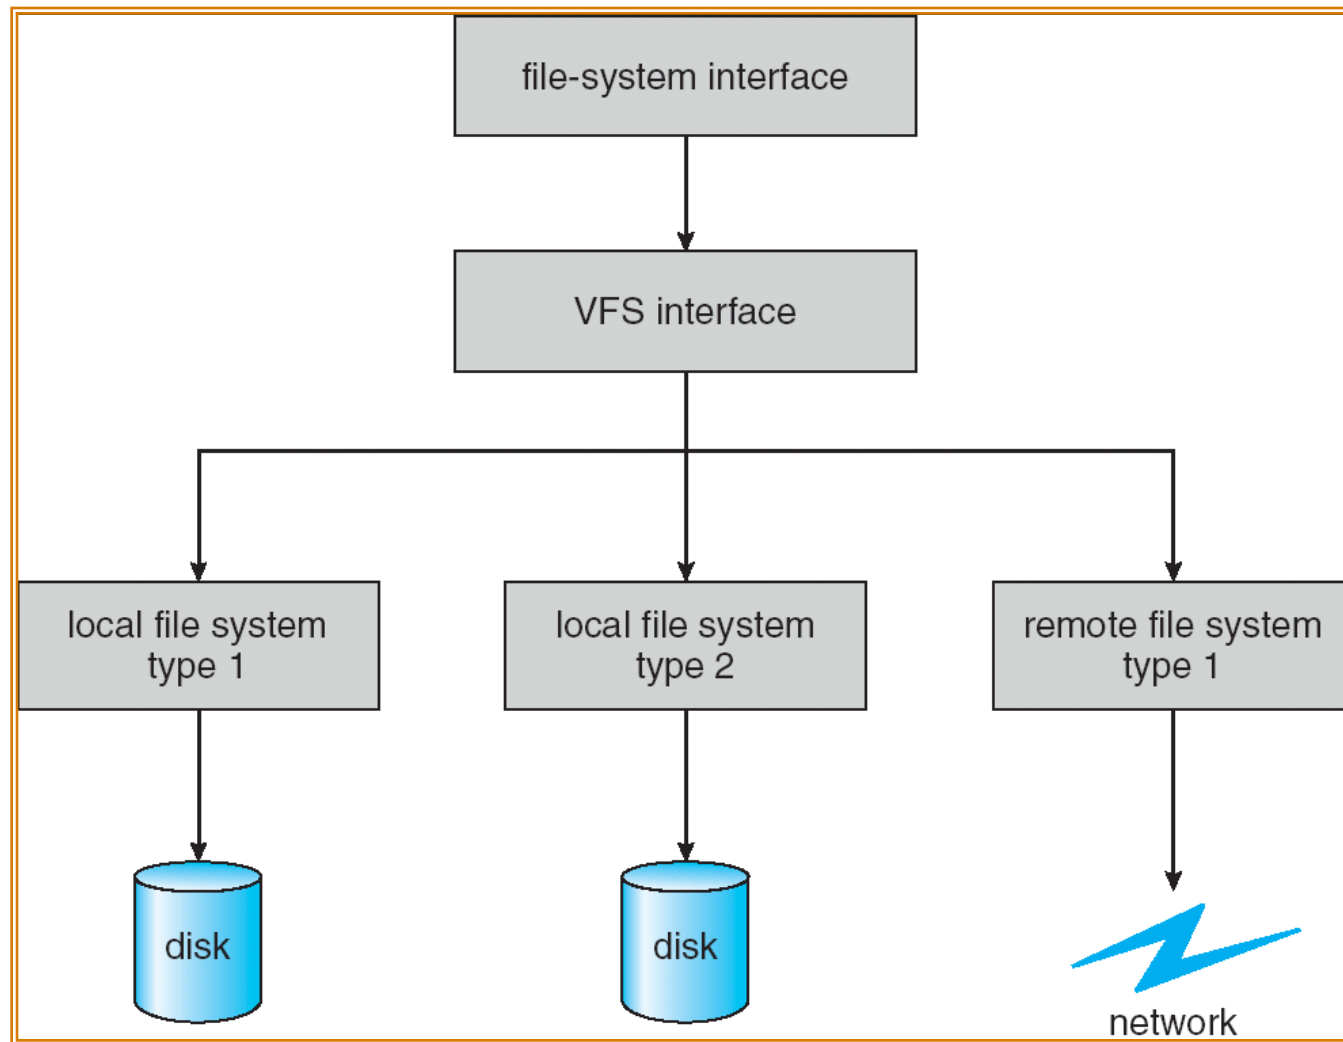 file-system interface
VFS interface
local file system
type 1
local file system
type 2
remote file system
type 1
disk
disk
network